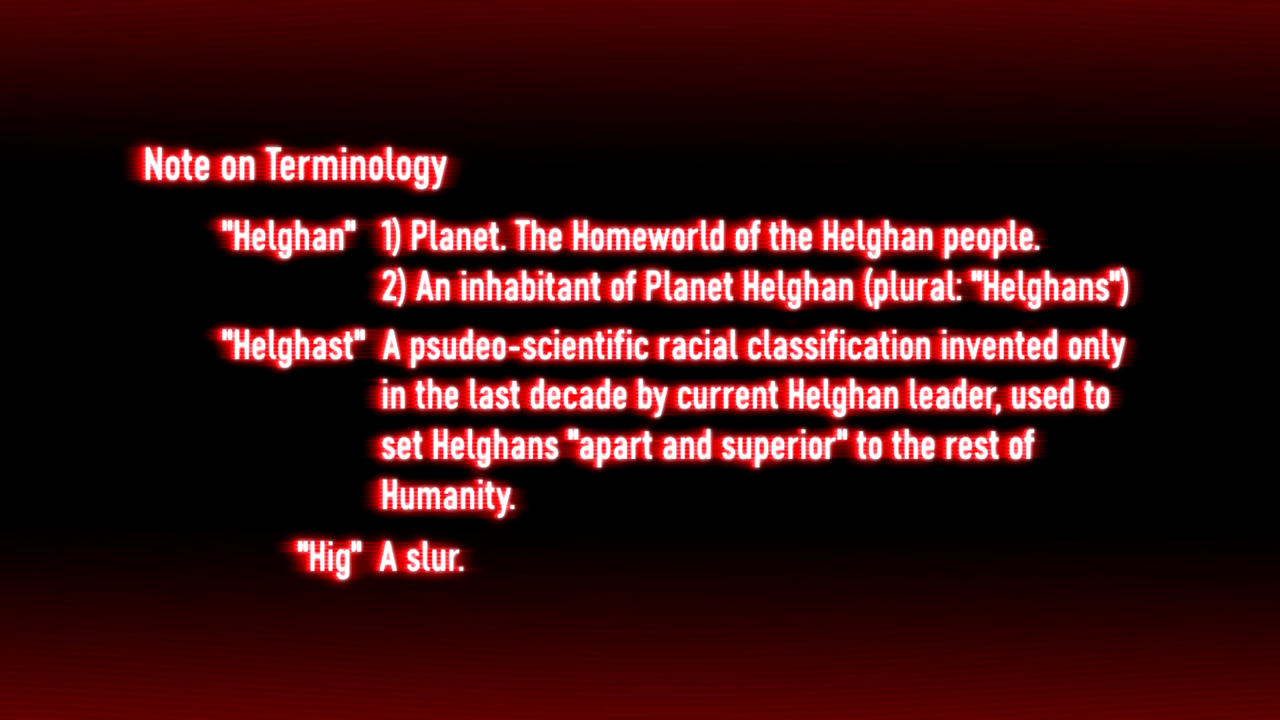 Note on Terminology
"Helghan" 1) Planet. The Homeworld of the Helghan people.
2) An inhabitant of Planet Helghan (plural: "Helghans")
"Helghast" A psudeo-scientific racial classification invented only
in the last decade by current Helghan leader, used to
set Helghans "apart and superior" to the rest of
Humanity.
"Hig" A slur.